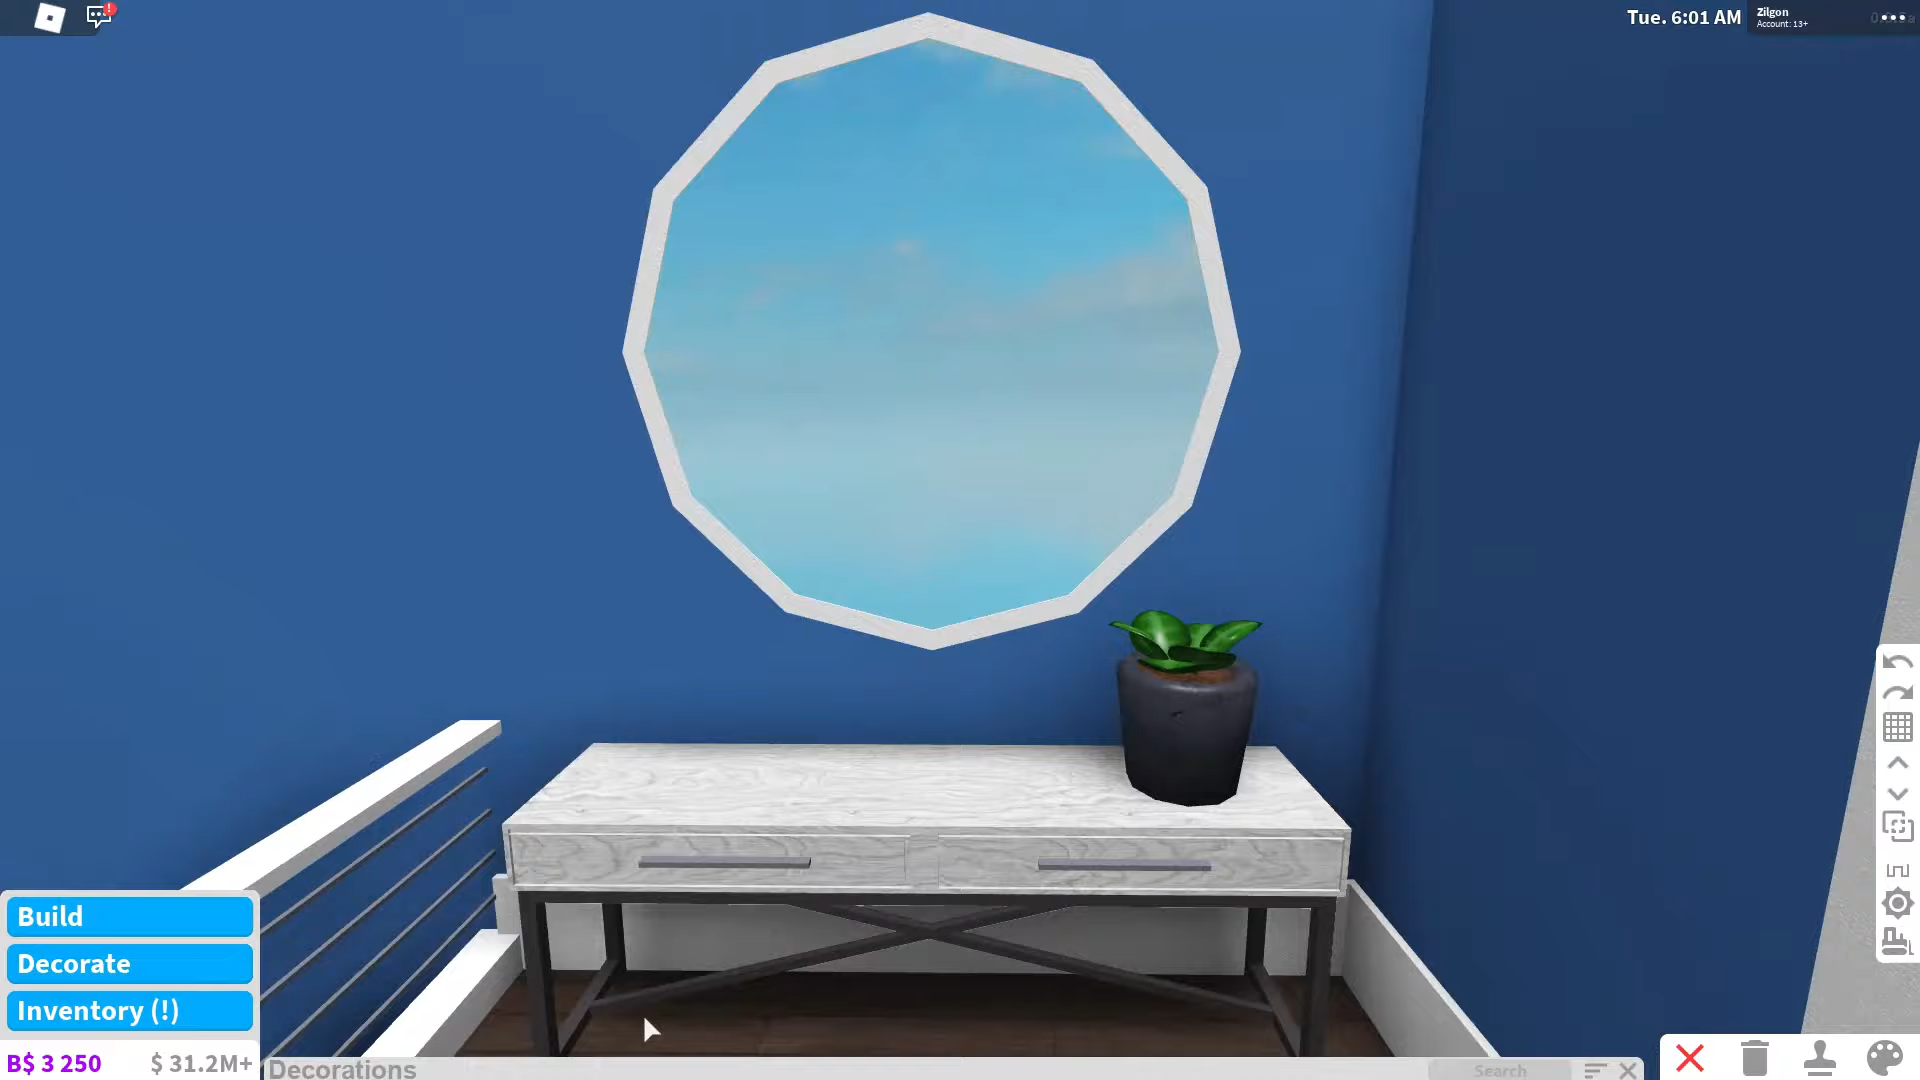 Tue. 6:01 AM
Zilgon
Account: 13+
Build
Decorate
Inventory (!)
B$ 3 250
$ 31.2M+
Decorations
Search